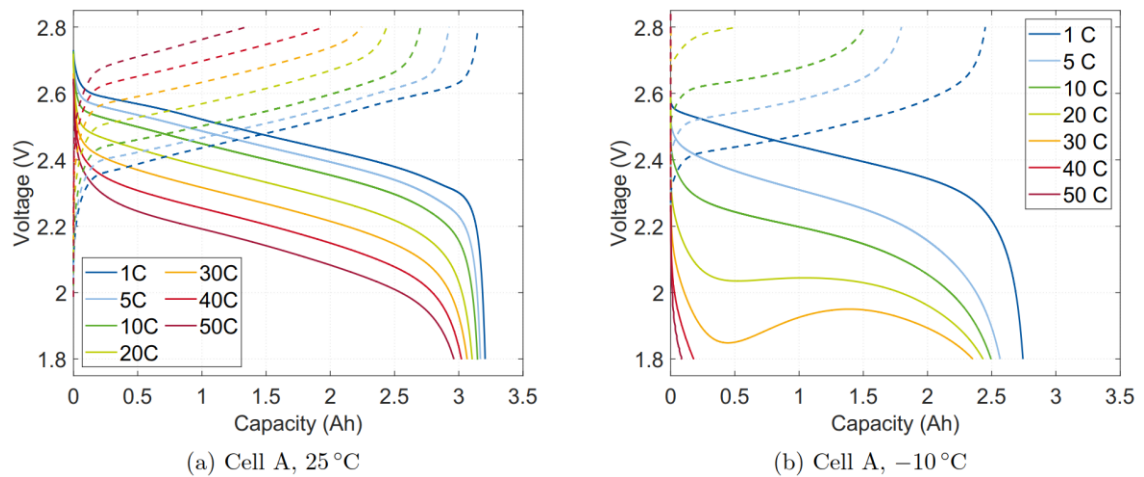 2.8
2.6
2.4
2.2
2
1.8
Voltage (V)
1C
5C
10C
20C
30C
40C
50C
0 0.5 1 1.5 2 2.5 3 3.5
Capacity (Ah)
(a) Cell A, 25 °C
2.8
2.6
2.4
2.2
2
1.8
Voltage (V)
1 C
5 C
10 C
20 C
30 C
40 C
50 C
0 0.5 1 1.5 2 2.5 3 3.5
Capacity (Ah)
(b) Cell A, −10 °C